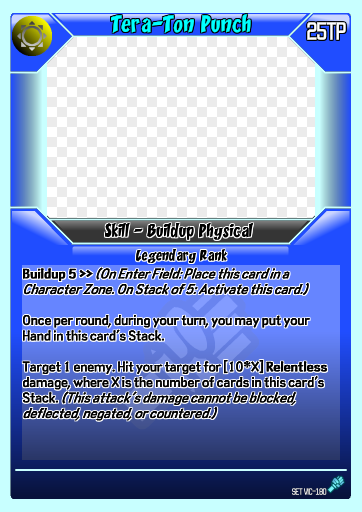 Tera-Ton Punch
25TP
Skill - Buildup Physical
Legendary Rank
Buildup 5 >> (On Enter Field: Place this card in a
Character Zone. On Stack of 5: Activate this card.)
Once per round, during your turn, you may put your
Hand in this card's Stack.
Target 1 enemy. Hit your target for [10*X] Relentless
damage, where X is the number of cards in this card's
Stack. (This attack's damage cannot be blocked,
deflected, negated, or countered.)
SET VIC-180